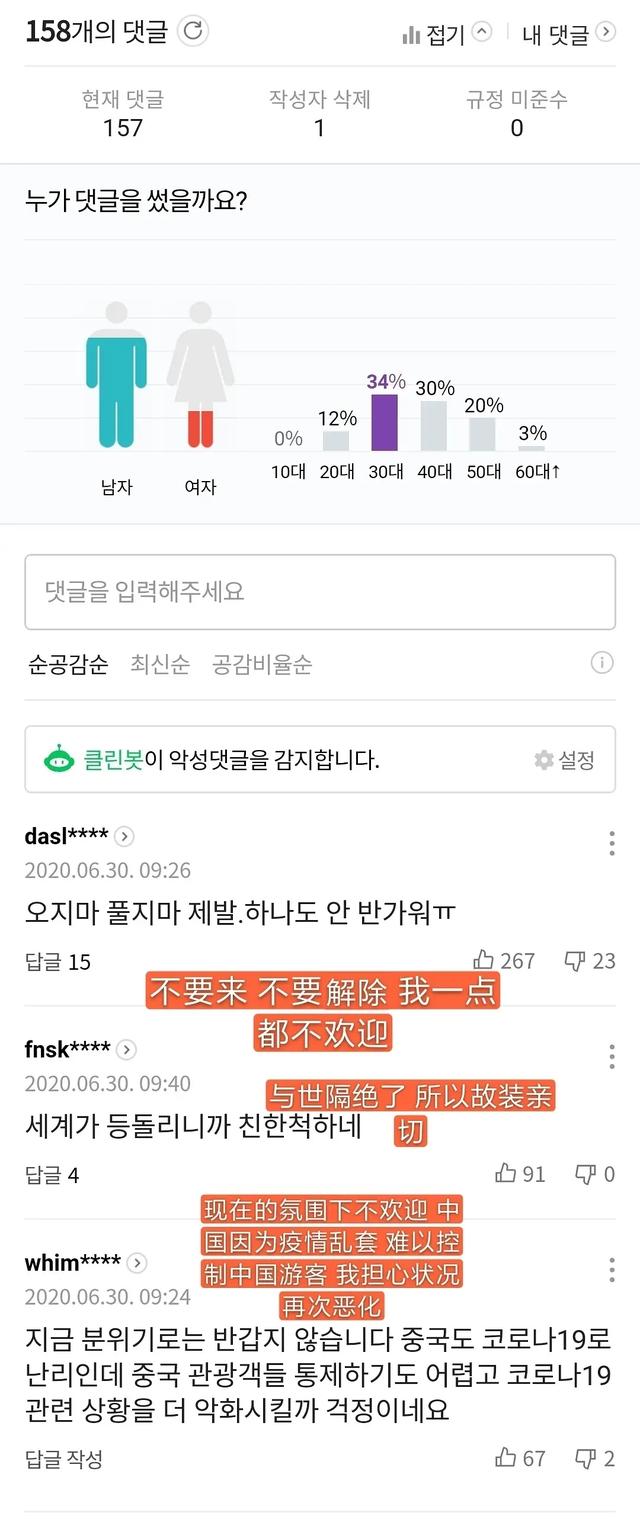 158개의 댓글
접기
내 댓글
현재 댓글
작성자 삭제
규정 미준수
157
1
0
누가 댓글을 썼을까요?
34%
30%
20%
12%
3%
0%
10대
20대
30대
40대
50대
60대↑
남자
여자
댓글을 입력해주세요
순공감순
최신순
공감비율순
클린봇이 악성댓글을 감지합니다.
설정
dasl****
2020.06.30. 09:26
오지마 풀지마 제발.하나도 안 반가워ㅠ
답글 15
267
23
不要来 不要解除 我一点
都不欢迎
fnsk****
2020.06.30. 09:40
与世隔绝了 所以故装亲
切
세계가 등돌리니까 친한척하네
답글 4
91
0
现在的氛围下不欢迎 中
国因为疫情乱套 难以控
制中国游客 我担心状况
再次恶化
whim****
2020.06.30. 09:24
지금 분위기로는 반갑지 않습니다 중국도 코로나19로
난리인데 중국 관광객들 통제하기도 어렵고 코로나19
관련 상황을 더 악화시킬까 걱정이네요
답글 작성
67
2